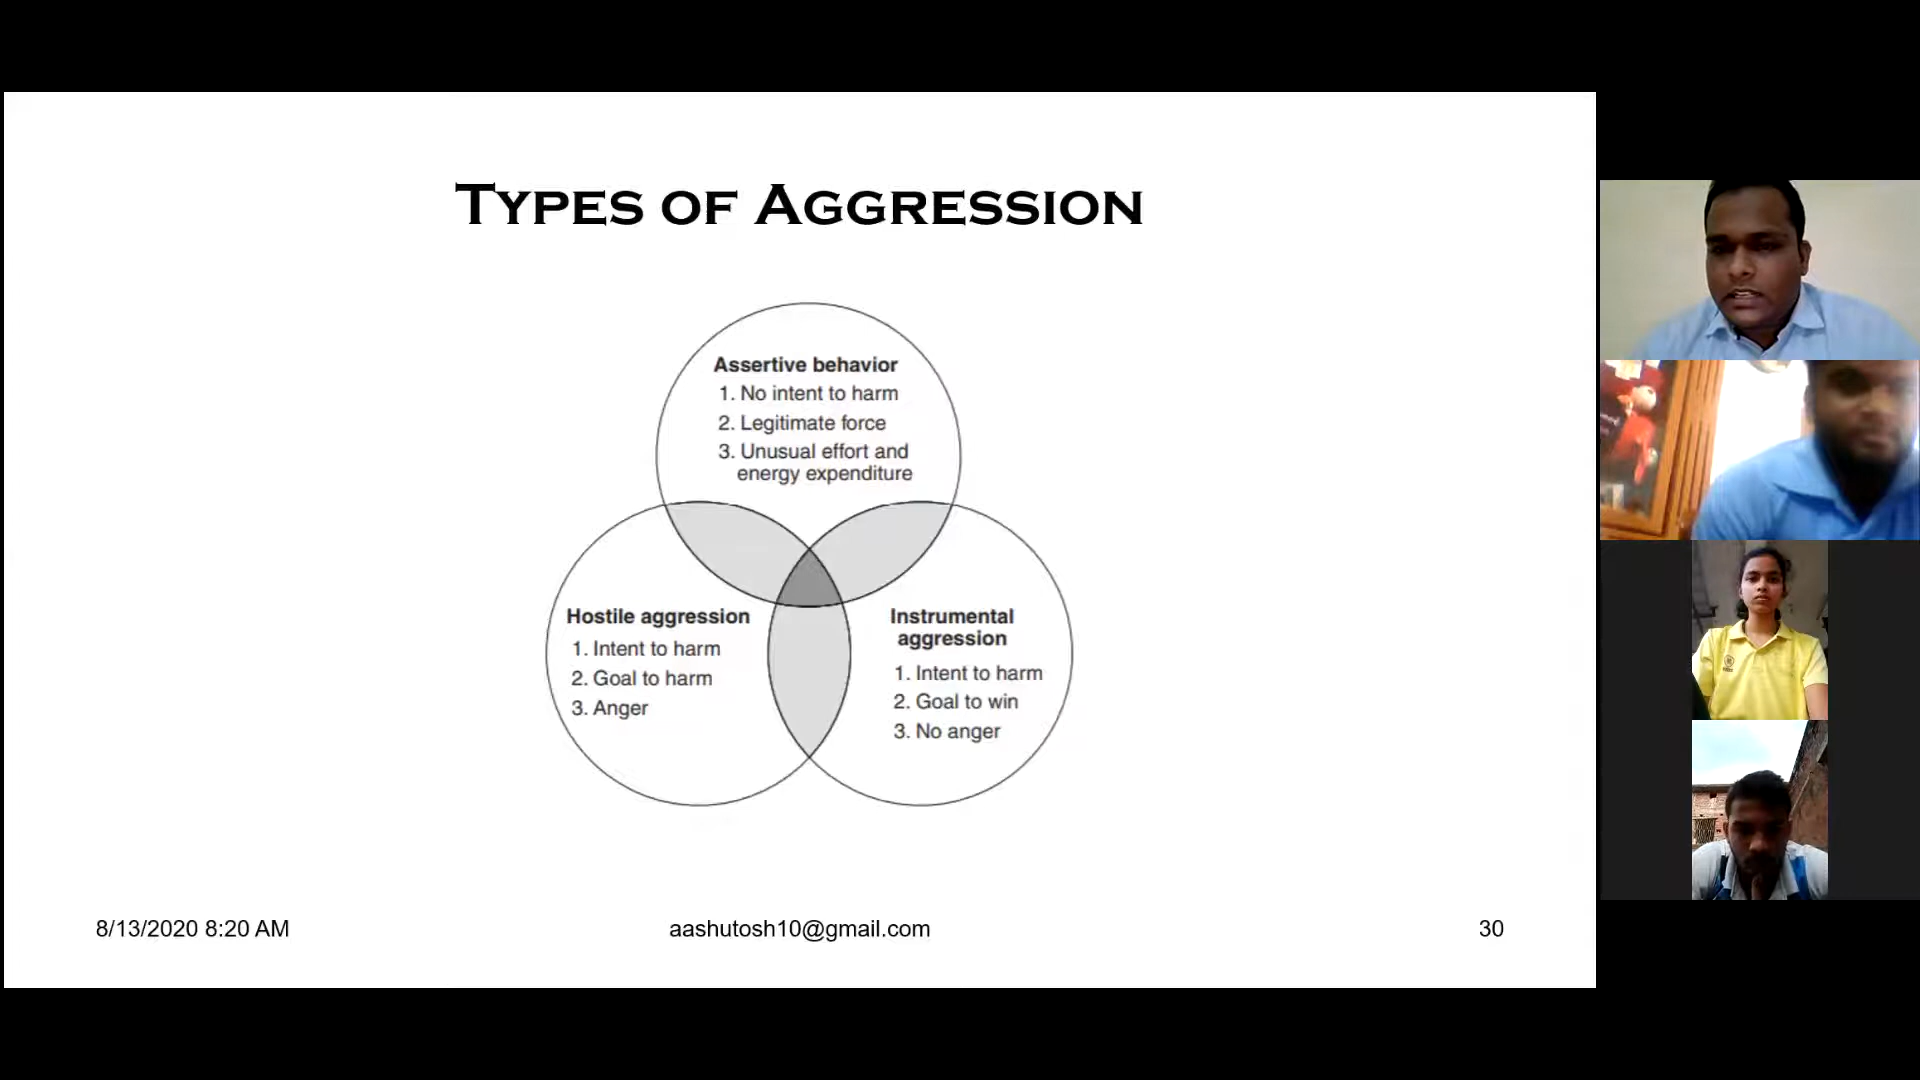 Types of Aggression
Assertive behavior
1. No intent to harm
2. Legitimate force
3. Unusual effort and
energy expenditure
Hostile aggression
1. Intent to harm
2. Goal to harm
3. Anger
Instrumental
aggression
1. Intent to harm
2. Goal to win
3. No anger
8/13/2020 8:20 AM
aashutosh10@gmail.com
30